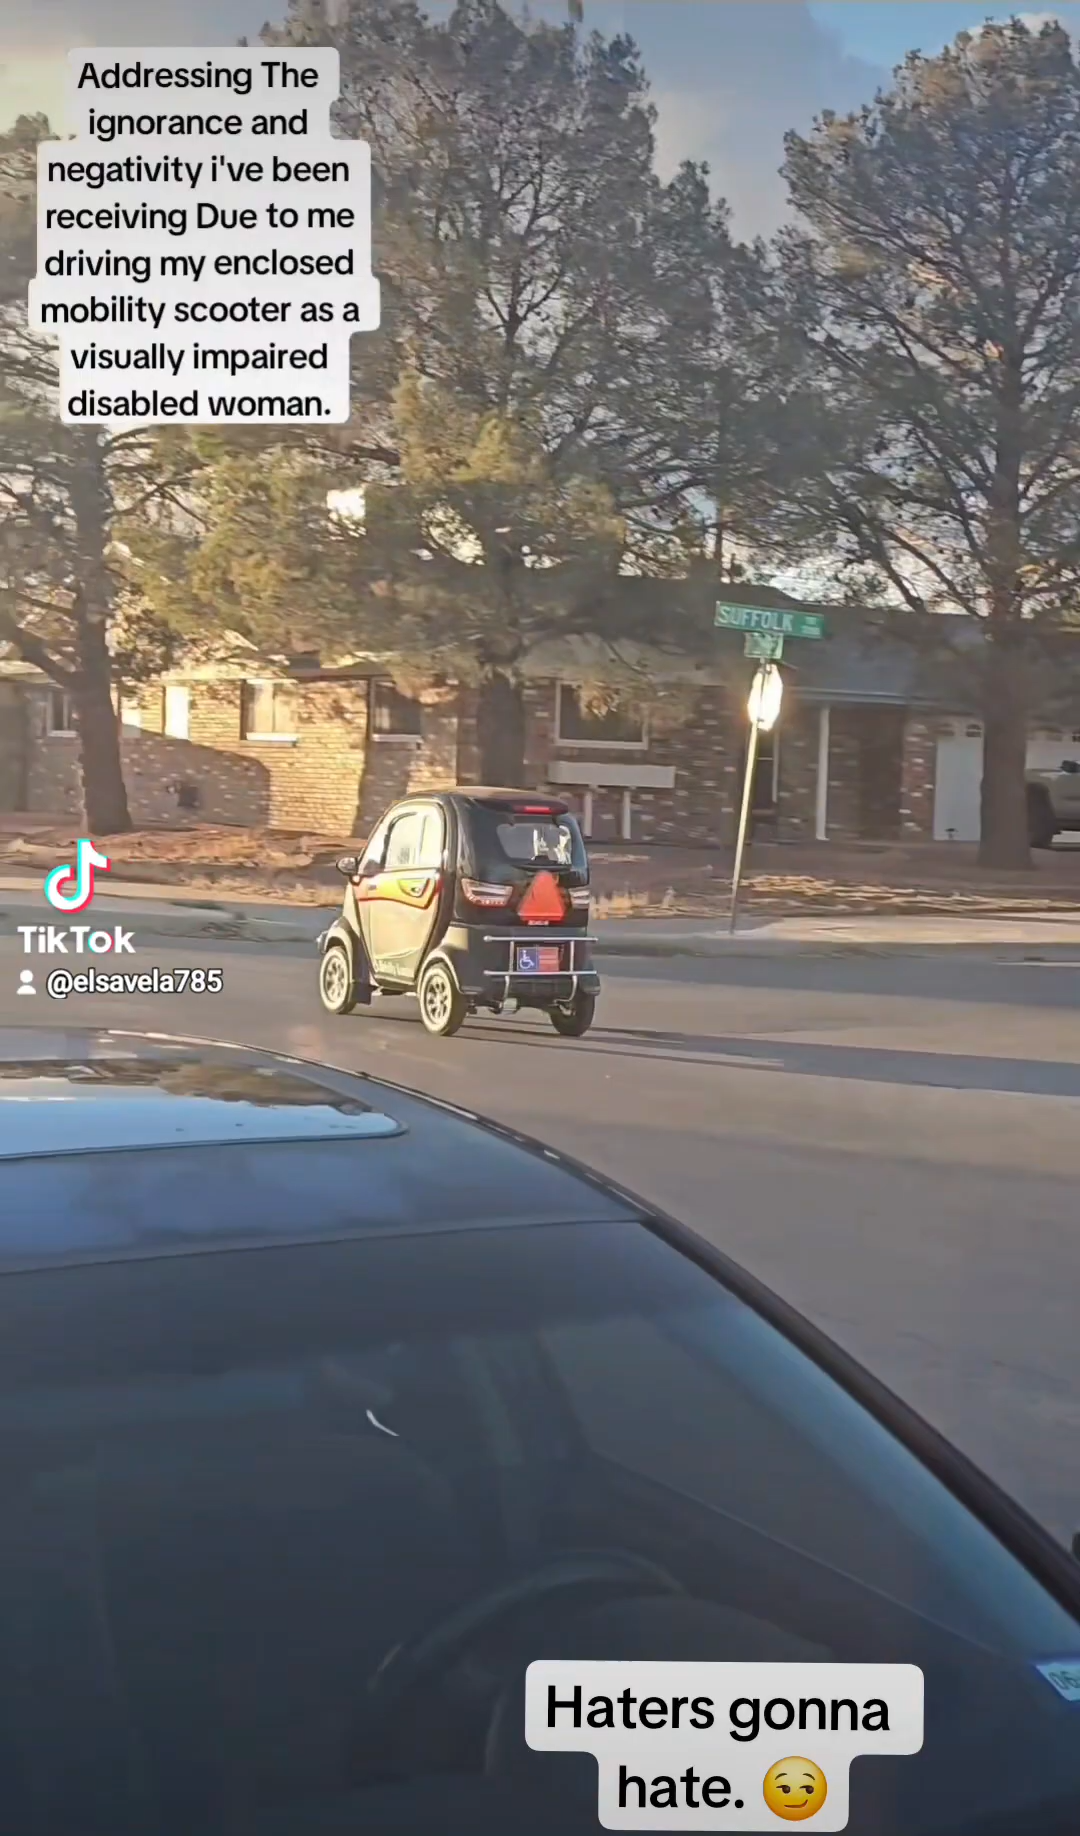 Addressing The
ignorance and
negativity i've been
receiving Due to me
driving my enclosed
mobility scooter as a
visually impaired
disabled woman.
SUFFOLK
TikTok
@elsavela785
Haters gonna
hate. 😏